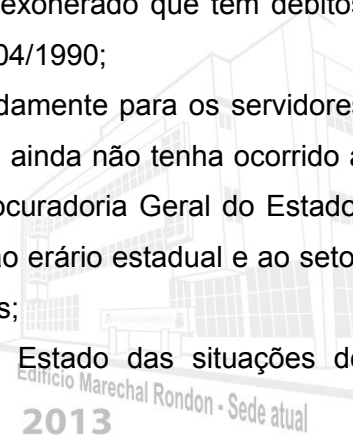 exonerado que tem débitos
04/1990;
damente para os servidores
ainda não tenha ocorrido a
ocuradoria Geral do Estado
ao erário estadual e ao seto
s;
Estado das situações de
Edifício Marechal Rondon - Sede atual
2013